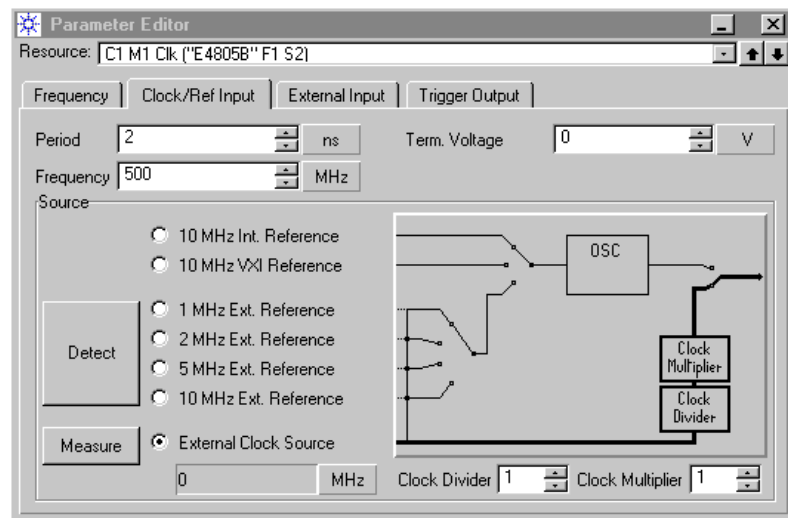 Parameter Editor
Resource: C1 M1 Clk ("E4805B" F1 S2)
Frequency Clock/Ref Input External Input Trigger Output
Period 2 ns Term. Voltage 0 V
Frequency 500 MHz
Source
10 MHz Int. Reference
10 MHz VXI Reference
OSC
1 MHz Ext. Reference
2 MHz Ext. Reference
Detect
5 MHz Ext. Reference
10 MHz Ext. Reference
Clock
Multiplier
Clock
Divider
Measure External Clock Source
0 MHz Clock Divider 1 Clock Multiplier 1